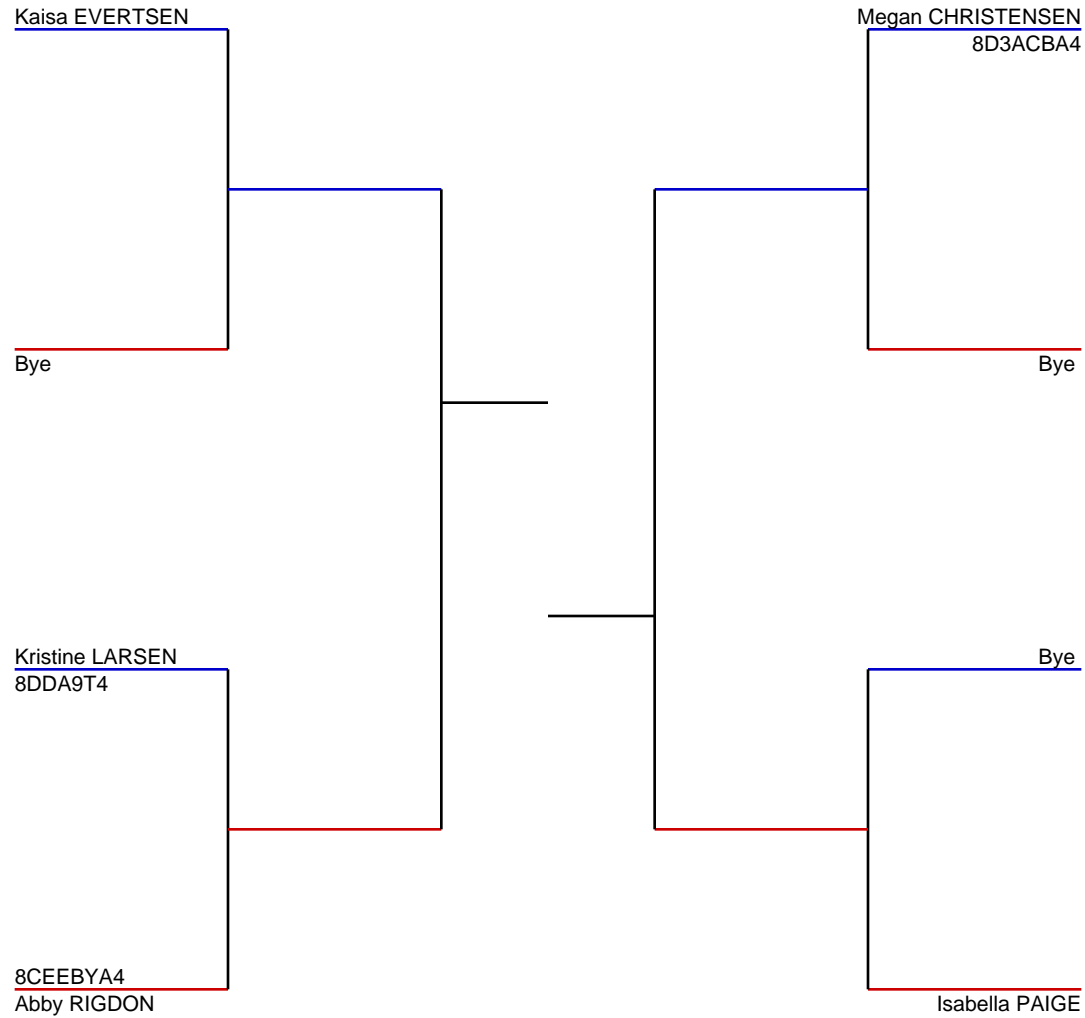 Kaisa EVERTSEN
Megan CHRISTENSEN
8D3ACBA4
Bye
Bye
Kristine LARSEN
8DDA9T4
Bye
8CEEBYA4
Abby RIGDON
Isabella PAIGE